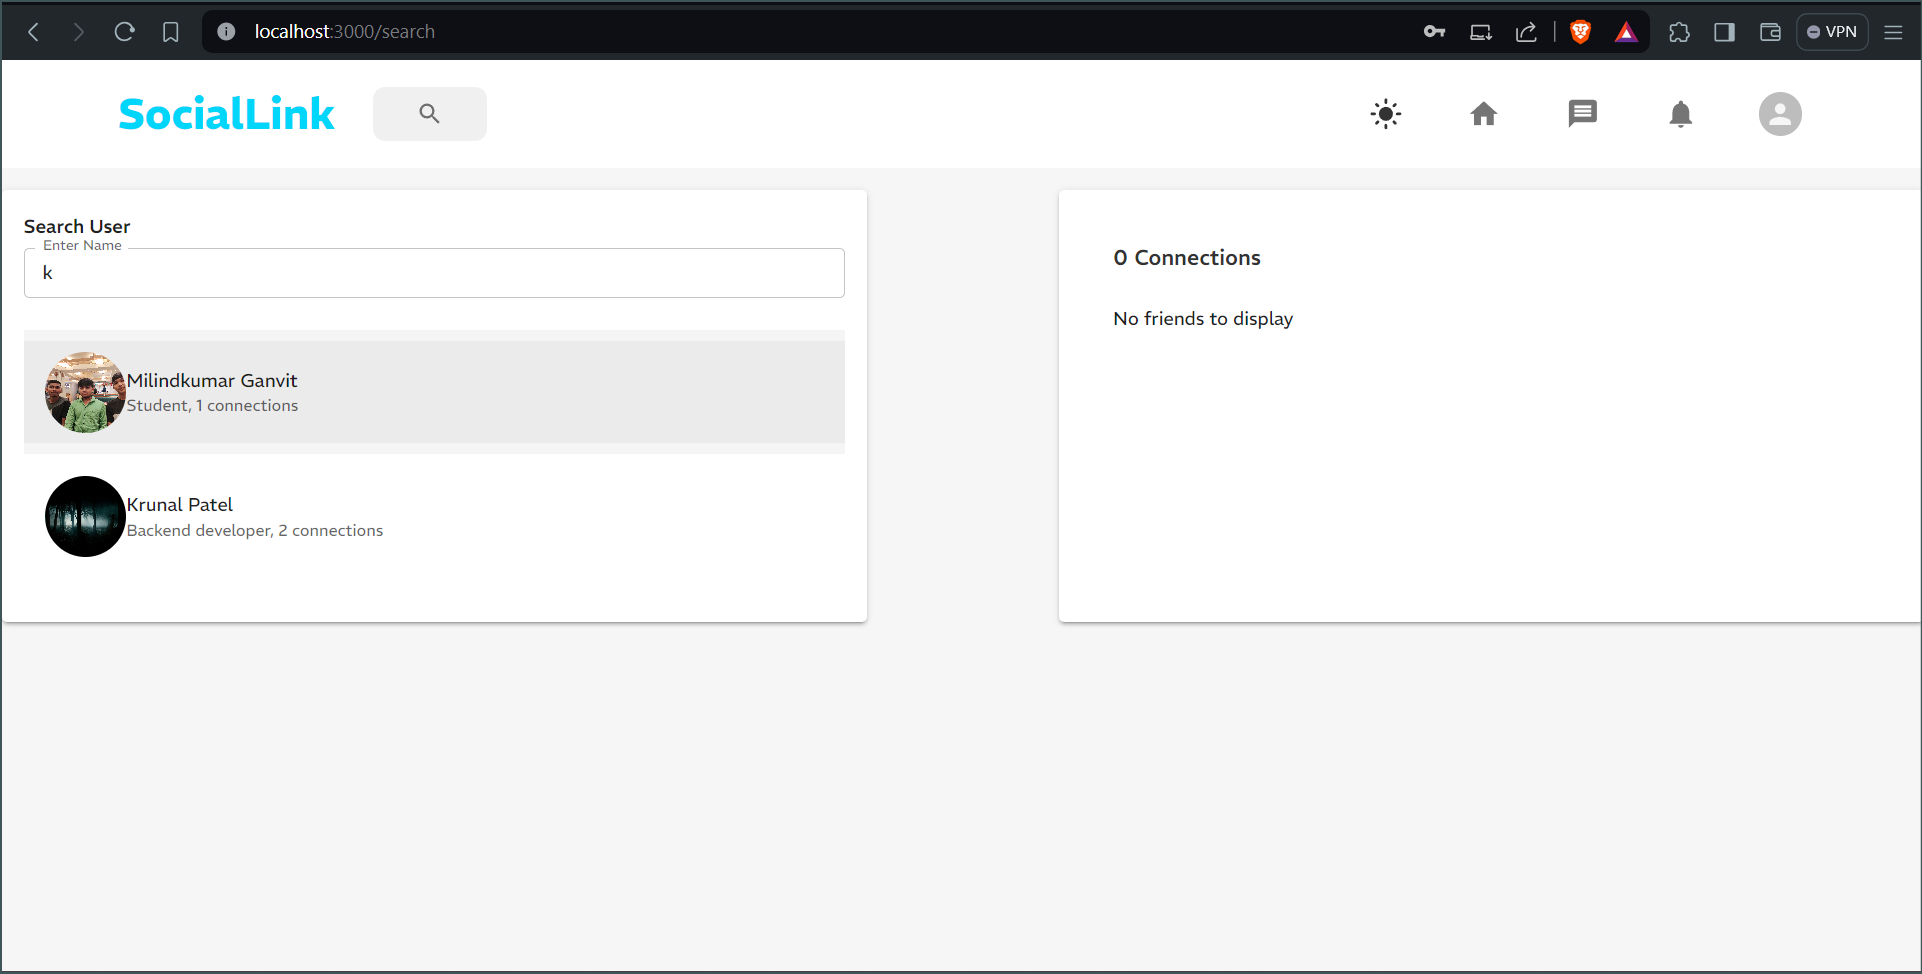 localhost:3000/search
VPN
SocialLink
Search User
Enter Name
k
Milindkumar Ganvit
Student, 1 connections
Krunal Patel
Backend developer, 2 connections
0 Connections
No friends to display